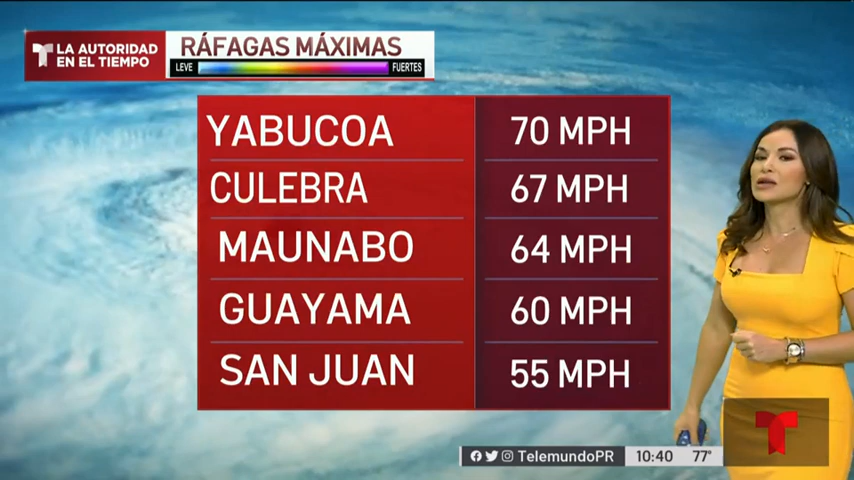 LA AUTORIDAD
EN EL TIEMPO
RÁFAGAS MÁXIMAS
LEVE
FUERTES
YABUCOA 70 MPH
CULEBRA 67 MPH
MAUNABO 64 MPH
GUAYAMA 60 MPH
SAN JUAN 55 MPH
TelemundoPR 10:40 77°